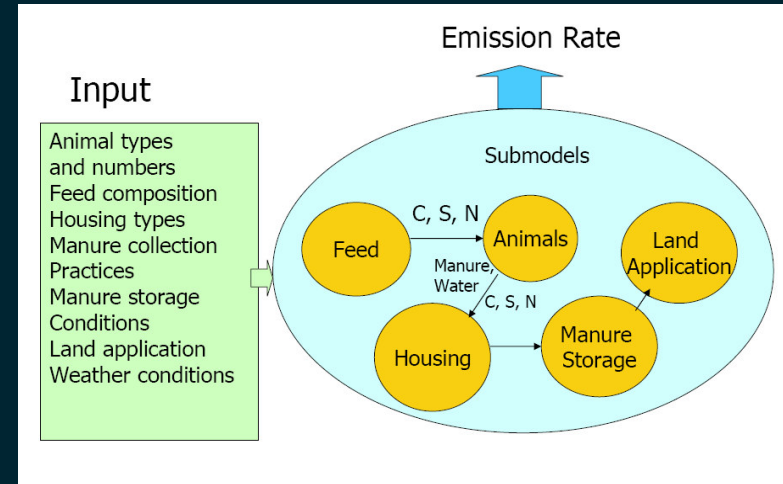 Emission Rate
Input
Animal types
and numbers
Feed composition
Housing types
Manure collection
Practices
Manure storage
Conditions
Land application
Weather conditions
Submodels
Feed
C, S, N
Animals
Manure,
Water
C, S, N
Housing
Manure
Storage
Land
Application